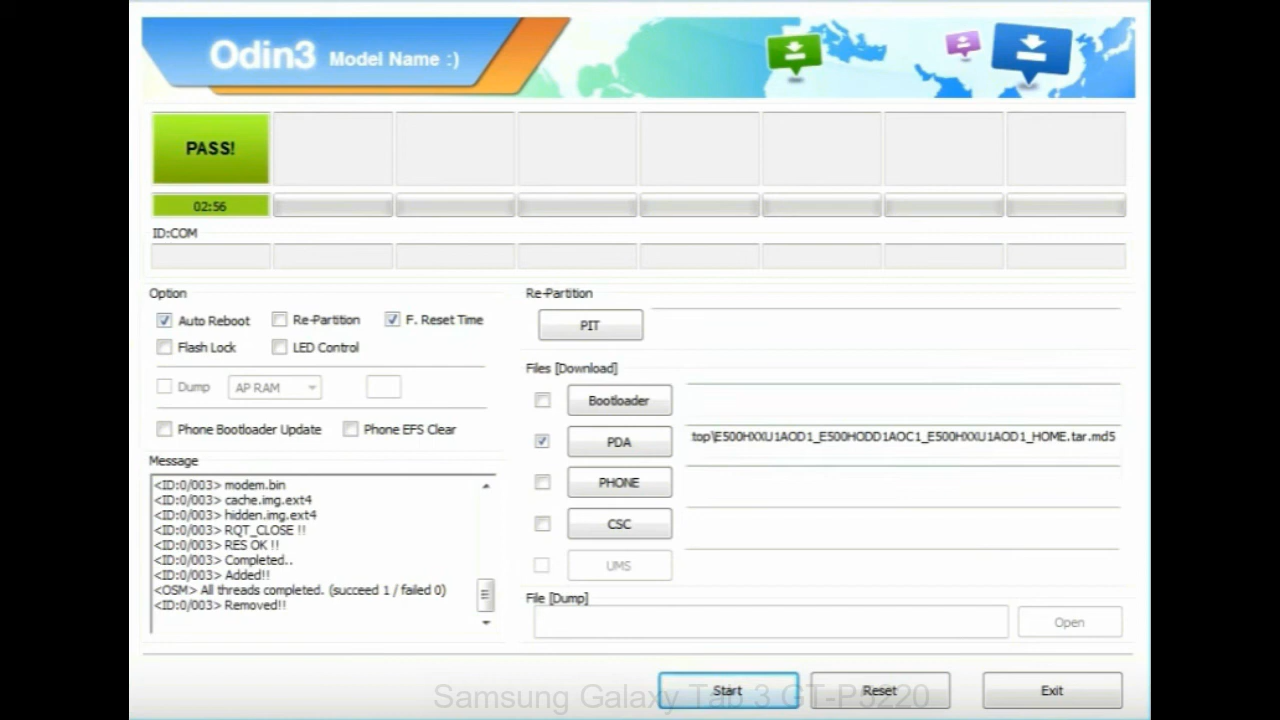 Odin3 Model Name :)
PASS!
02:56
ID:COM
Option
Auto Reboot Re-Partition F. Reset Time
Flash Lock LED Control
Dump AP RAM
Phone Bootloader Update Phone EFS Clear
Message
<ID:0/003> modem.bin
<ID:0/003> cache.img.ext4
<ID:0/003> hidden.img.ext4
<ID:0/003> RQT_CLOSE !!
<ID:0/003> RES OK !!
<ID:0/003> Completed..
<ID:0/003> Added!!
<OSM> All threads completed. (succeed 1 / failed 0)
<ID:0/003> Removed!!
Re-Partition
PIT
Files [Download]
Bootloader
PDA top\E500HXXU1AOD1_E500HODD1AOC1_E500HXXU1AOD1_HOME.tar.md5
PHONE
CSC
UMS
File [Dump]
Open
Start Reset Exit
Samsung Galaxy Tab 3 GT-P5220